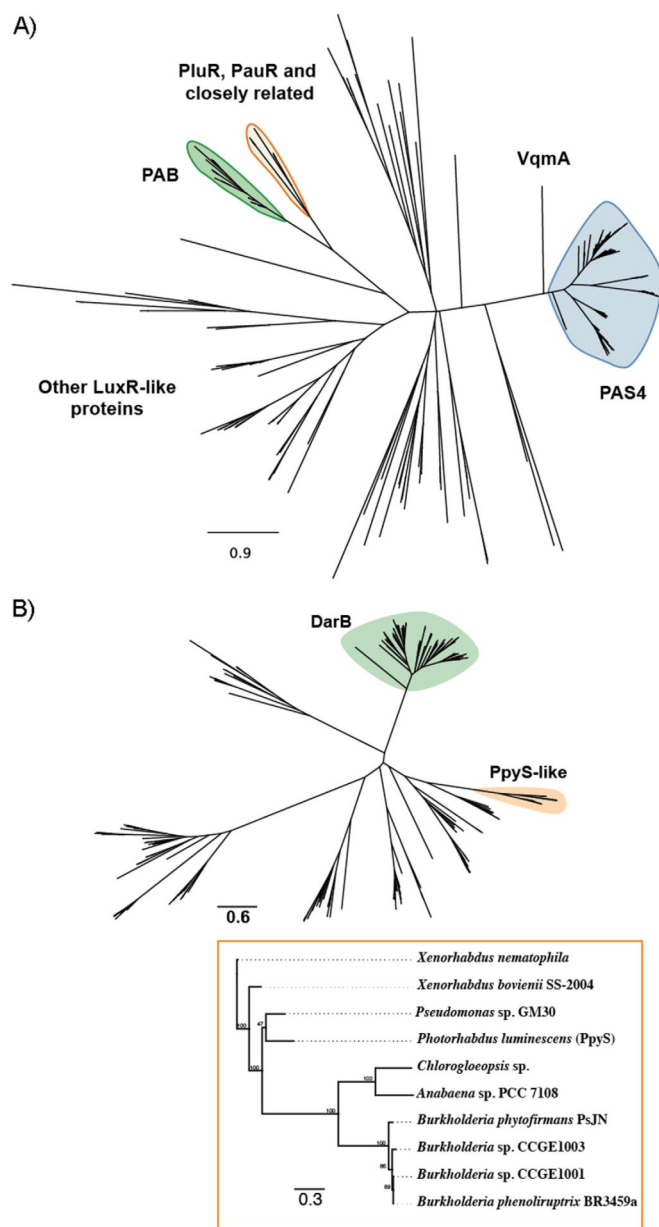 A)
PluR, PauR and
closely related
PAB
VqmA
PAS4
Other LuxR-like
proteins
0.9
B)
DarB
PpyS-like
0.6
Xenorhabdus nematophila
100
Xenorhabdus bovienii SS-2004
Pseudomonas sp. GM30
47
Photorhabdus luminescens (PpyS)
100
Chlorogloeopsis sp.
100
Anabaena sp. PCC 7108
100
Burkholderia phytofirmans PsJN
100
Burkholderia sp. CCGE1003
Burkholderia sp. CCGE1001
Burkholderia phenoliruptrix BR3459a
0.3